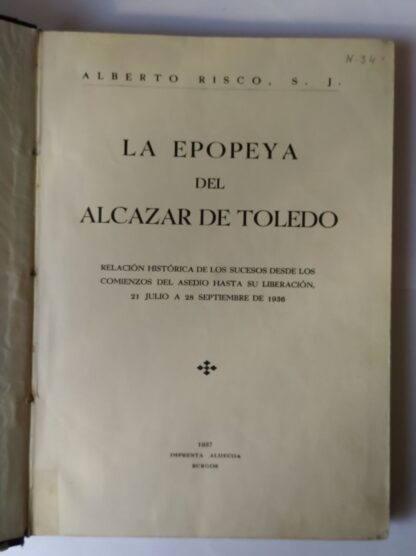 N-34
ALBERTO RISCO, S. J.
LA EPOPEYA
DEL
ALCAZAR DE TOLEDO
RELACIÓN HISTÓRICA DE LOS SUCESOS DESDE LOS
COMIENZOS DEL ASEDIO HASTA SU LIBERACIÓN,
21 JULIO A 28 SEPTIEMBRE DE 1936
1937
IMPRENTA ALDECOA
BURGOS